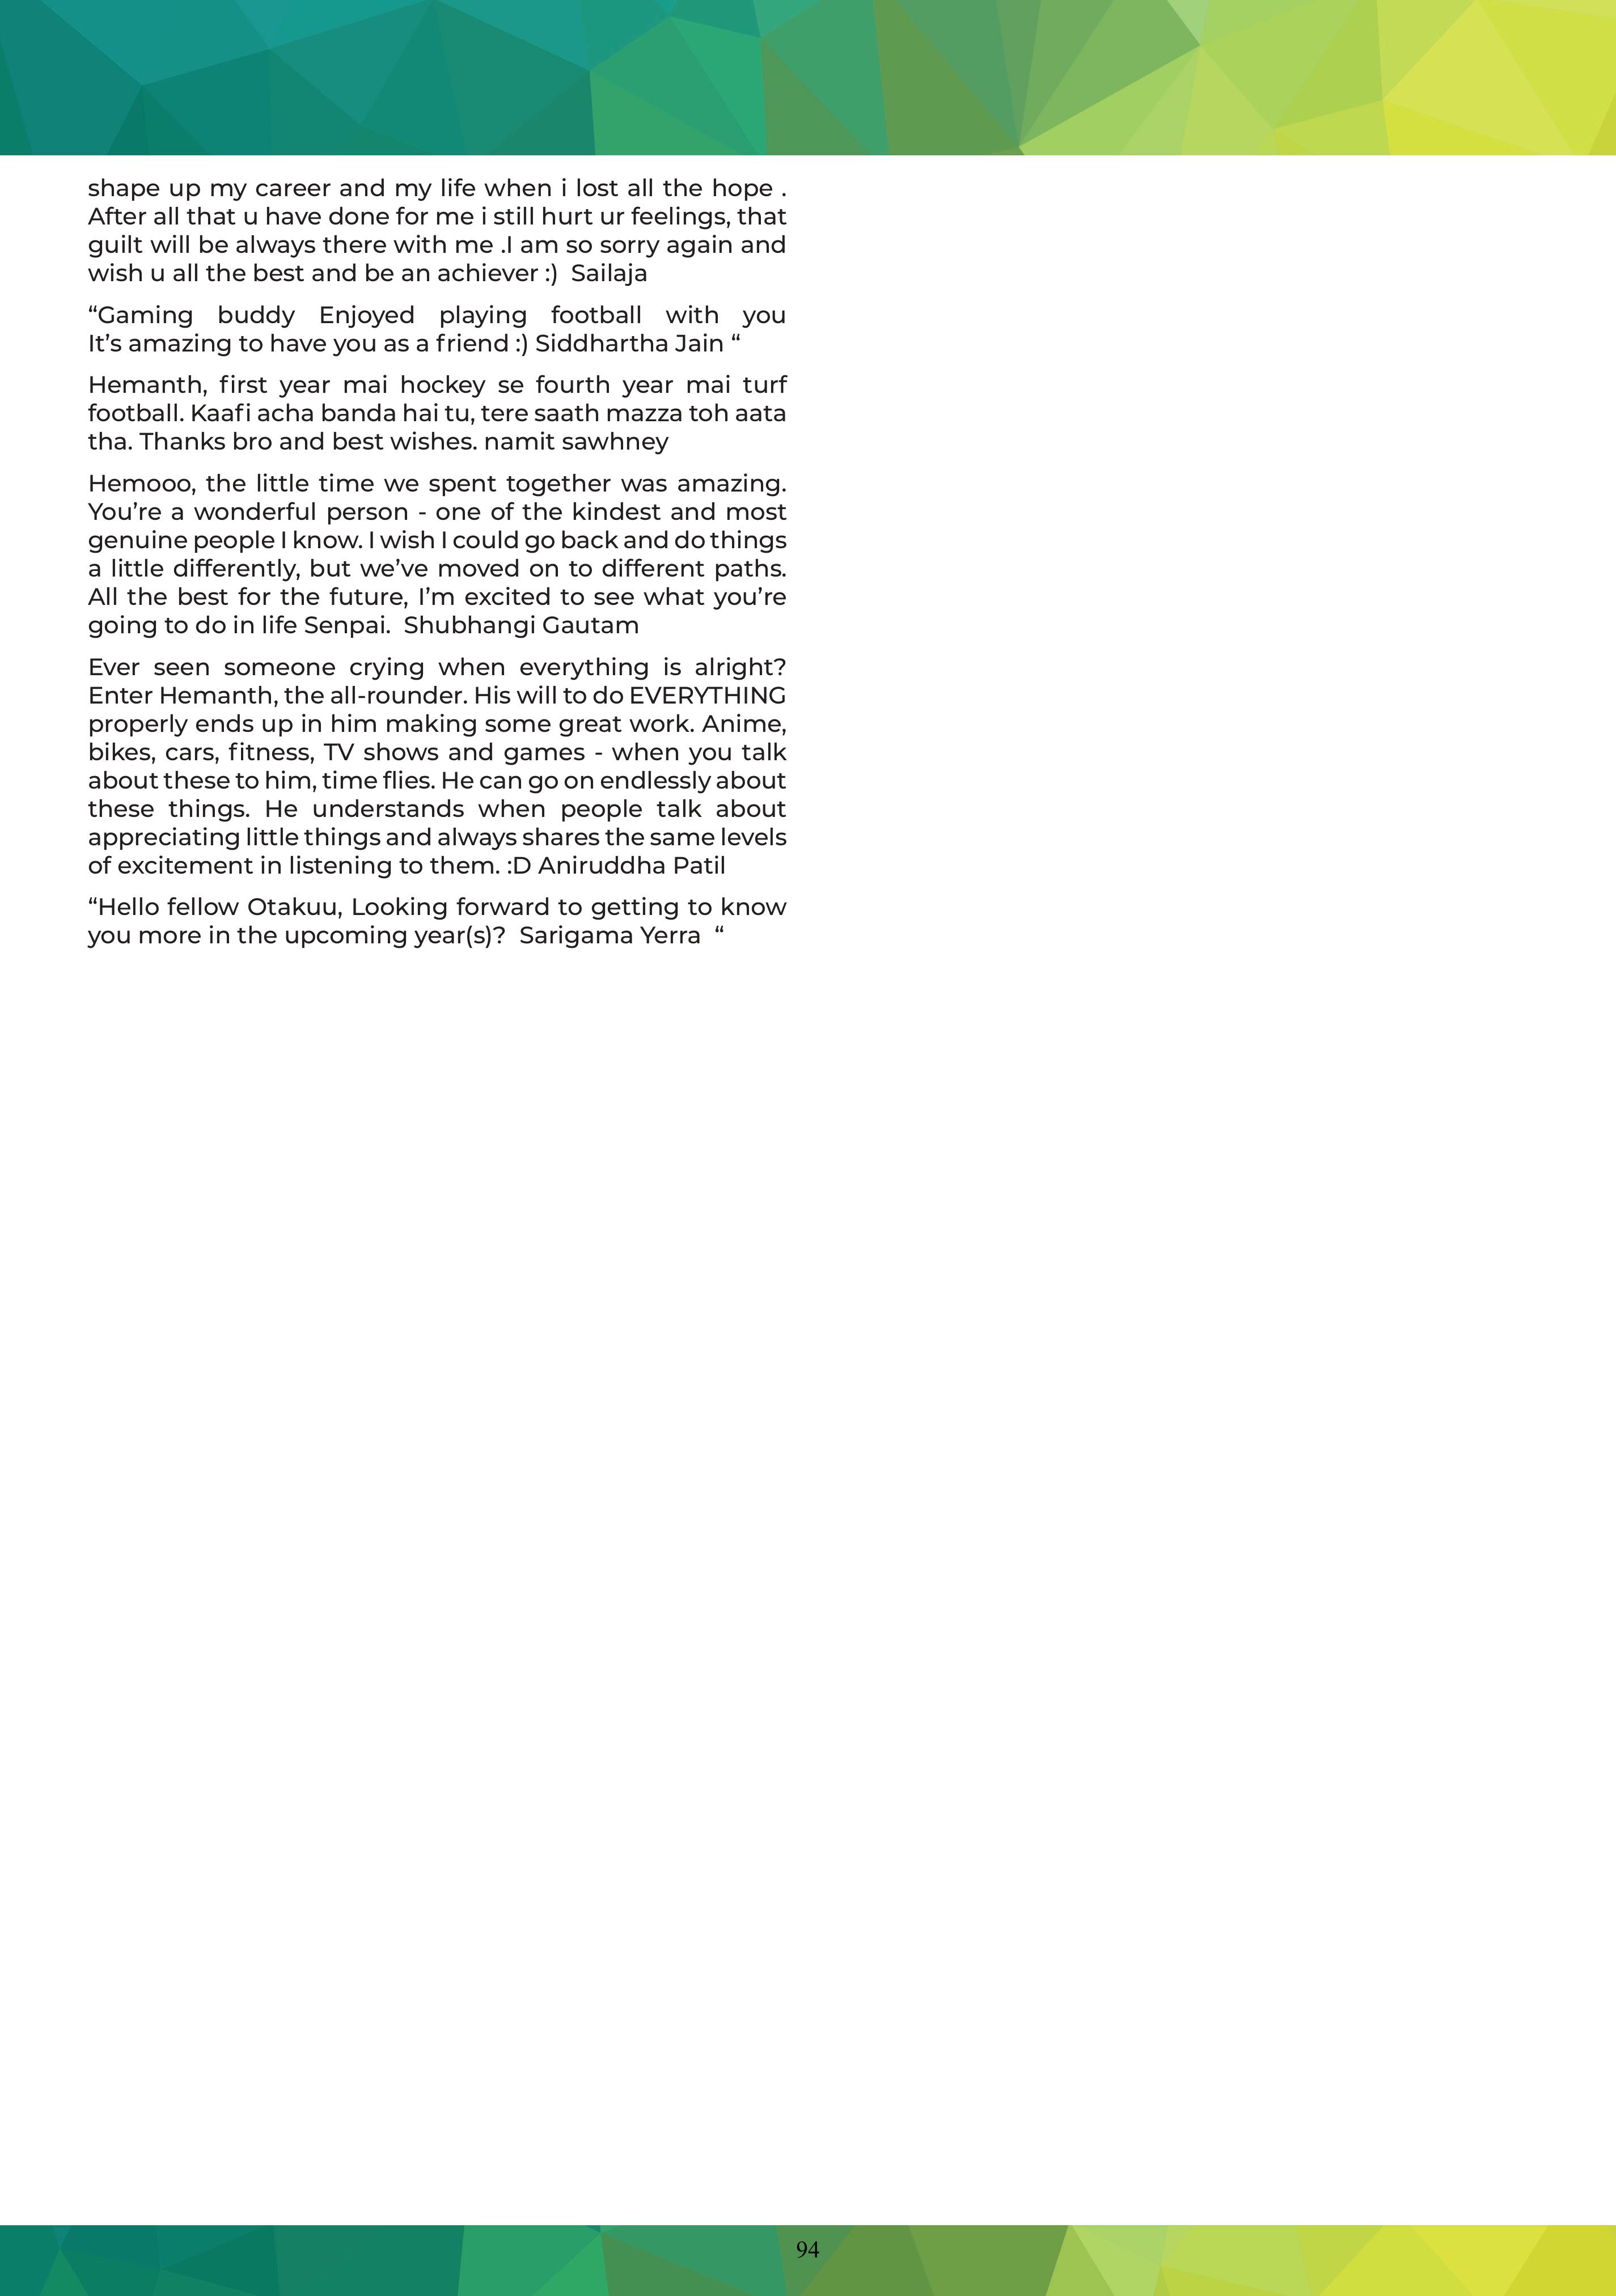 shape up my career and my life when i lost all the hope .
After all that u have done for me i still hurt ur feelings, that
guilt will be always there with me .I am so sorry again and
wish u all the best and be an achiever :)  Sailaja
“Gaming buddy Enjoyed playing football with you
It’s amazing to have you as a friend :) Siddhartha Jain “
Hemanth, first year mai hockey se fourth year mai turf
football. Kaafi acha banda hai tu, tere saath mazza toh aata
tha. Thanks bro and best wishes. namit sawhney
Hemooo, the little time we spent together was amazing.
You’re a wonderful person - one of the kindest and most
genuine people I know. I wish I could go back and do things
a little differently, but we’ve moved on to different paths.
All the best for the future, I’m excited to see what you’re
going to do in life Senpai.  Shubhangi Gautam
Ever seen someone crying when everything is alright?
Enter Hemanth, the all-rounder. His will to do EVERYTHING
properly ends up in him making some great work. Anime,
bikes, cars, fitness, TV shows and games - when you talk
about these to him, time flies. He can go on endlessly about
these things. He understands when people talk about
appreciating little things and always shares the same levels
of excitement in listening to them. :D Aniruddha Patil
“Hello fellow Otakuu, Looking forward to getting to know
you more in the upcoming year(s)?  Sarigama Yerra  “
94